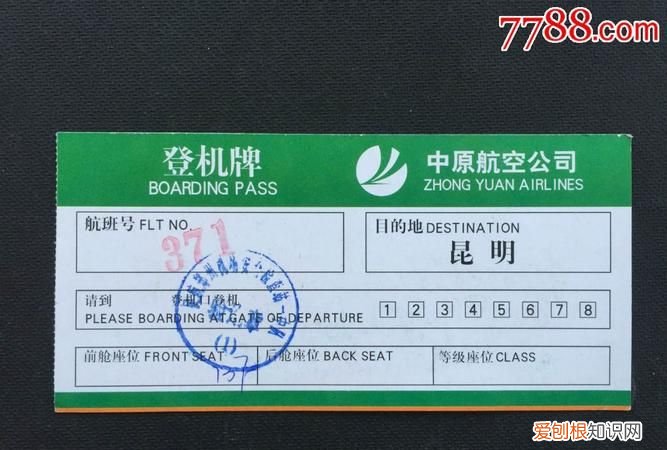 7788.com
登机牌
BOARDING PASS
中原航空公司
ZHONG YUAN AIRLINES
航班号 FLT NO.
371
目的地 DESTINATION
昆明
请到 登机口登机
PLEASE BOARDING AT GATE OF DEPARTURE
1 2 3 4 5 6 7 8
(1)
前舱座位 FRONT SEAT
后舱座位 BACK SEAT
等级座位 CLASS
137
爱刨根知识网